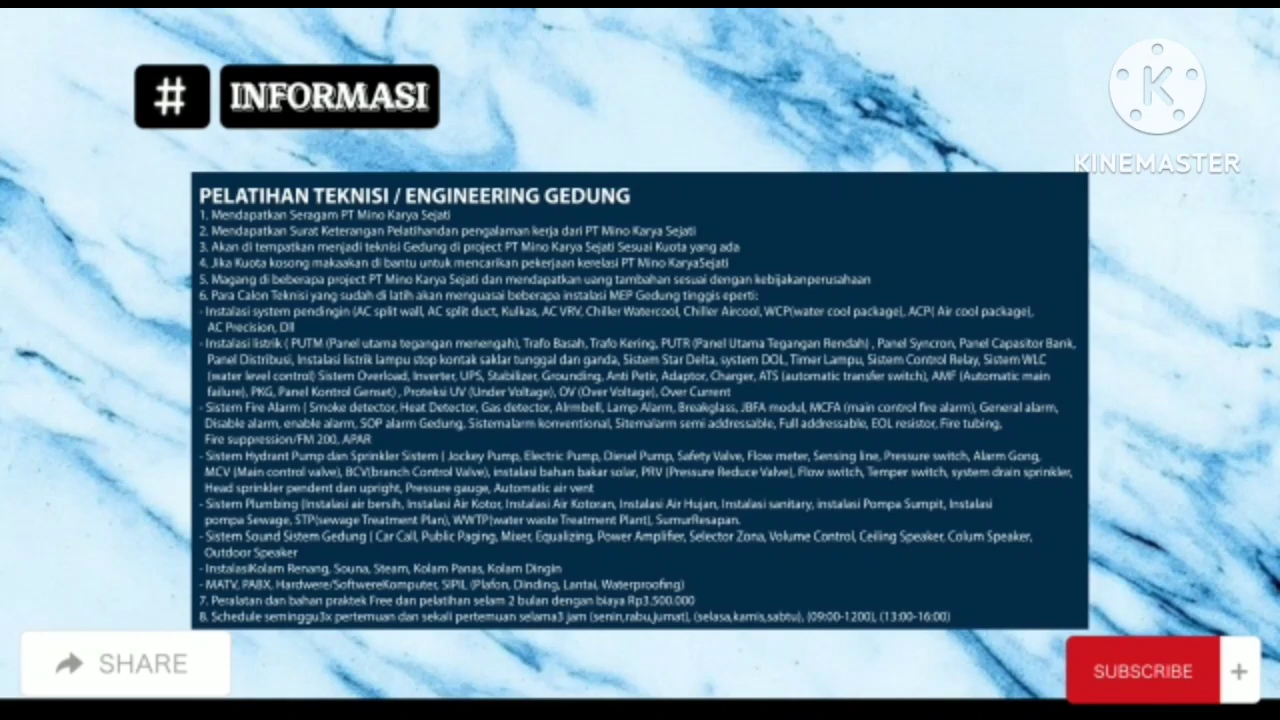 # INFORMASI
KINEMASTER
PELATIHAN TEKNISI / ENGINEERING GEDUNG
1. Mendapatkan Seragam PT Mino Karya Sejati
2. Mendapatkan Surat Keterangan Pelatihandan pengalaman kerja dari PT Mino Karya Sejati
3. Akan di tempatkan menjadi teknisi Gedung di project PT Mino Karya Sejati Sesuai Kuota yang ada
4. Jika Kuota kosong makaakan di bantu untuk mencarikan pekerjaan kerelasi PT Mino KaryaSejati
5. Magang di beberapa project PT Mino Karya Sejati dan mendapatkan uang tambahan sesuai dengan kebijakanperusahaan
6. Para Calon Teknisi yang sudah di latih akan menguasai beberapa instalasi MEP Gedung tinggis eperti:
- Instalasi system pendingin (AC split wall, AC split duct, Kulkas, AC VRV, Chiller Watercool, Chiller Aircool, WCP(water cool package), ACP( Air cool package),
AC Precision, Dll
- Instalasi listrik ( PUTM (Panel utama tegangan menengah), Trafo Basah, Trafo Kering, PUTR (Panel Utama Tegangan Rendah) , Panel Syncron, Panel Capasitor Bank,
Panel Distribusi, Instalasi listrik lampu stop kontak saklar tunggal dan ganda, Sistem Star Delta, system DOL, Timer Lampu, Sistem Control Relay, Sistem WLC
(water level control) Sistem Overload, Inverter, UPS, Stabilizer, Grounding, Anti Petir, Adaptor, Charger, ATS (automatic transfer switch), AMF (Automatic main
failure), PKG, Panel Kontrol Genset) , Proteksi UV (Under Voltage), OV (Over Voltage), Over Current
- Sistem Fire Alarm ( Smoke detector, Heat Detector, Gas detector, Alrmbell, Lamp Alarm, Breakglass, JBFA modul, MCFA (main control fire alarm), General alarm,
Disable alarm, enable alarm, SOP alarm Gedung, Sistemalarm konventional, Sitemalarm semi addressable, Full addressable, EOL resistor, Fire tubing,
Fire suppression/FM 200, APAR
- Sistem Hydrant Pump dan Sprinkler Sistem ( Jockey Pump, Electric Pump, Diesel Pump, Safety Valve, Flow meter, Sensing line, Pressure switch, Alarm Gong,
MCV (Main control valve), BCV(branch Control Valve), instalasi bahan bakar solar, PRV (Pressure Reduce Valve), Flow switch, Temper switch, system drain sprinkler,
Head sprinkler pendent dan upright, Pressure gauge, Automatic air vent
- Sistem Plumbing (Instalasi air bersih, Instalasi Air Kotor, Instalasi Air Kotoran, Instalasi Air Hujan, Instalasi sanitary, instalasi Pompa Sumpit, Instalasi
pompa Sewage, STP(sewage Treatment Plan), WWTP(water waste Treatment Plant), SumurResapan.
- Sistem Sound Sistem Gedung ( Car Call, Public Paging, Mixer, Equalizing, Power Amplifier, Selector Zona, Volume Control, Ceiling Speaker, Colum Speaker,
Outdoor Speaker
- InstalasiKolam Renang, Souna, Steam, Kolam Panas, Kolam Dingin
- MATV, PABX, Hardwere/SoftwereKomputer, SIPIL (Plafon, Dinding, Lantai, Waterproofing)
7. Peralatan dan bahan praktek Free dan pelatihan selam 2 bulan dengan biaya Rp3.500.000
8. Schedule seminggu3x pertemuan dan sekali pertemuan selama3 jam (senin,rabu,jumat), (selasa,kamis,sabtu), (09:00-1200), (13:00-16:00)
SHARE
SUBSCRIBE +